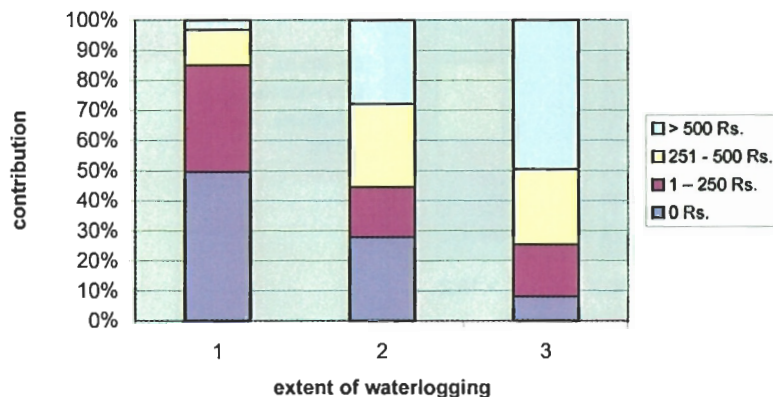 100%
90%
80%
70%
60%
50%
40%
30%
20%
10%
0%
contribution
1 2 3
extent of waterlogging
> 500 Rs.
251 - 500 Rs.
1 – 250 Rs.
0 Rs.